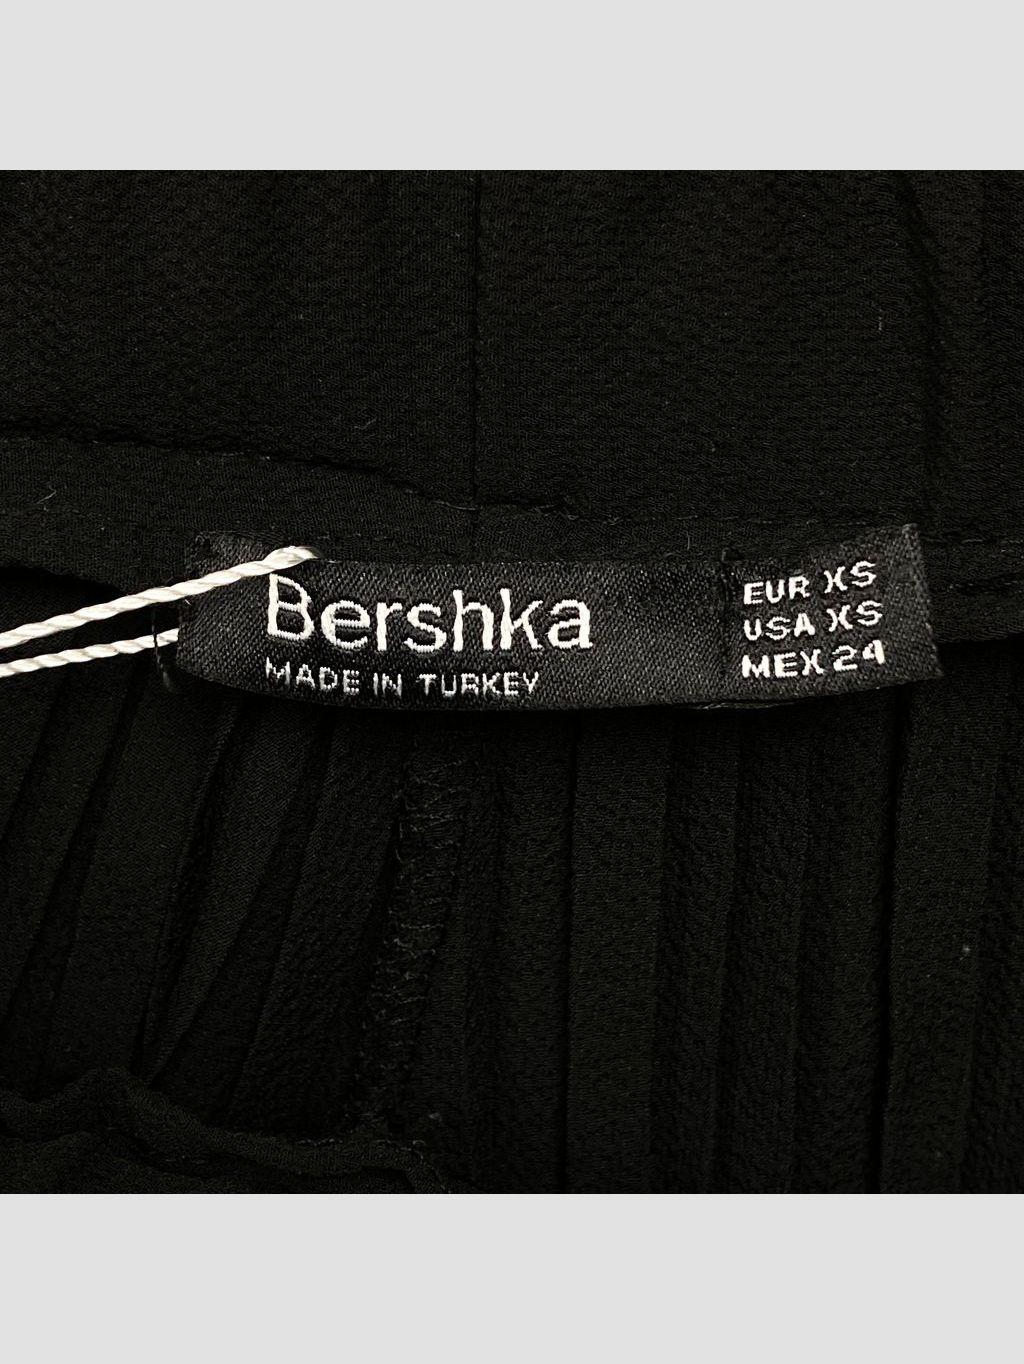 Bershka
MADE IN TURKEY
EUR XS
USA XS
MEX 24